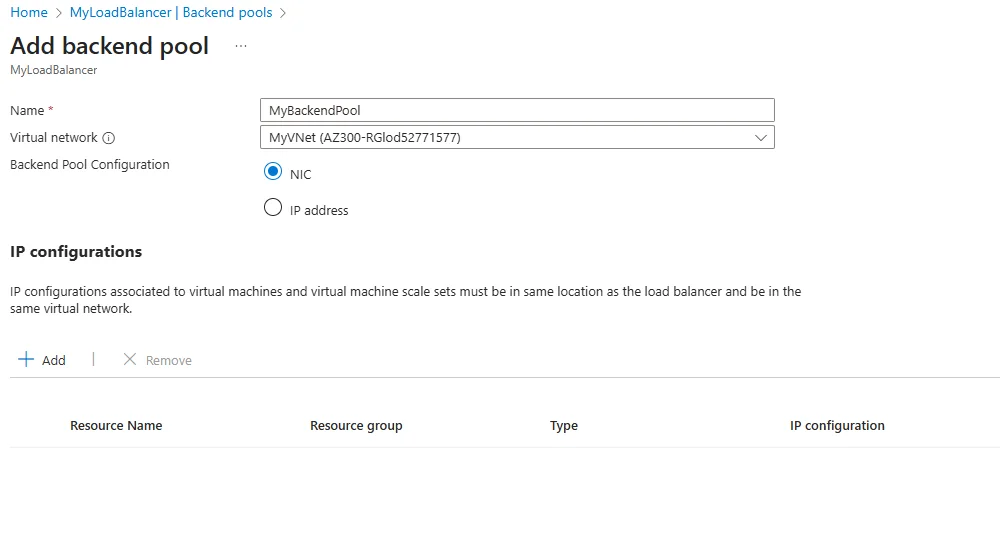 Home > MyLoadBalancer | Backend pools >
Add backend pool ...
MyLoadBalancer
Name * MyBackendPool
Virtual network MyVNet (AZ300-RGlod52771577)
Backend Pool Configuration NIC
IP address
IP configurations
IP configurations associated to virtual machines and virtual machine scale sets must be in same location as the load balancer and be in the
same virtual network.
+ Add | × Remove
Resource Name Resource group Type IP configuration